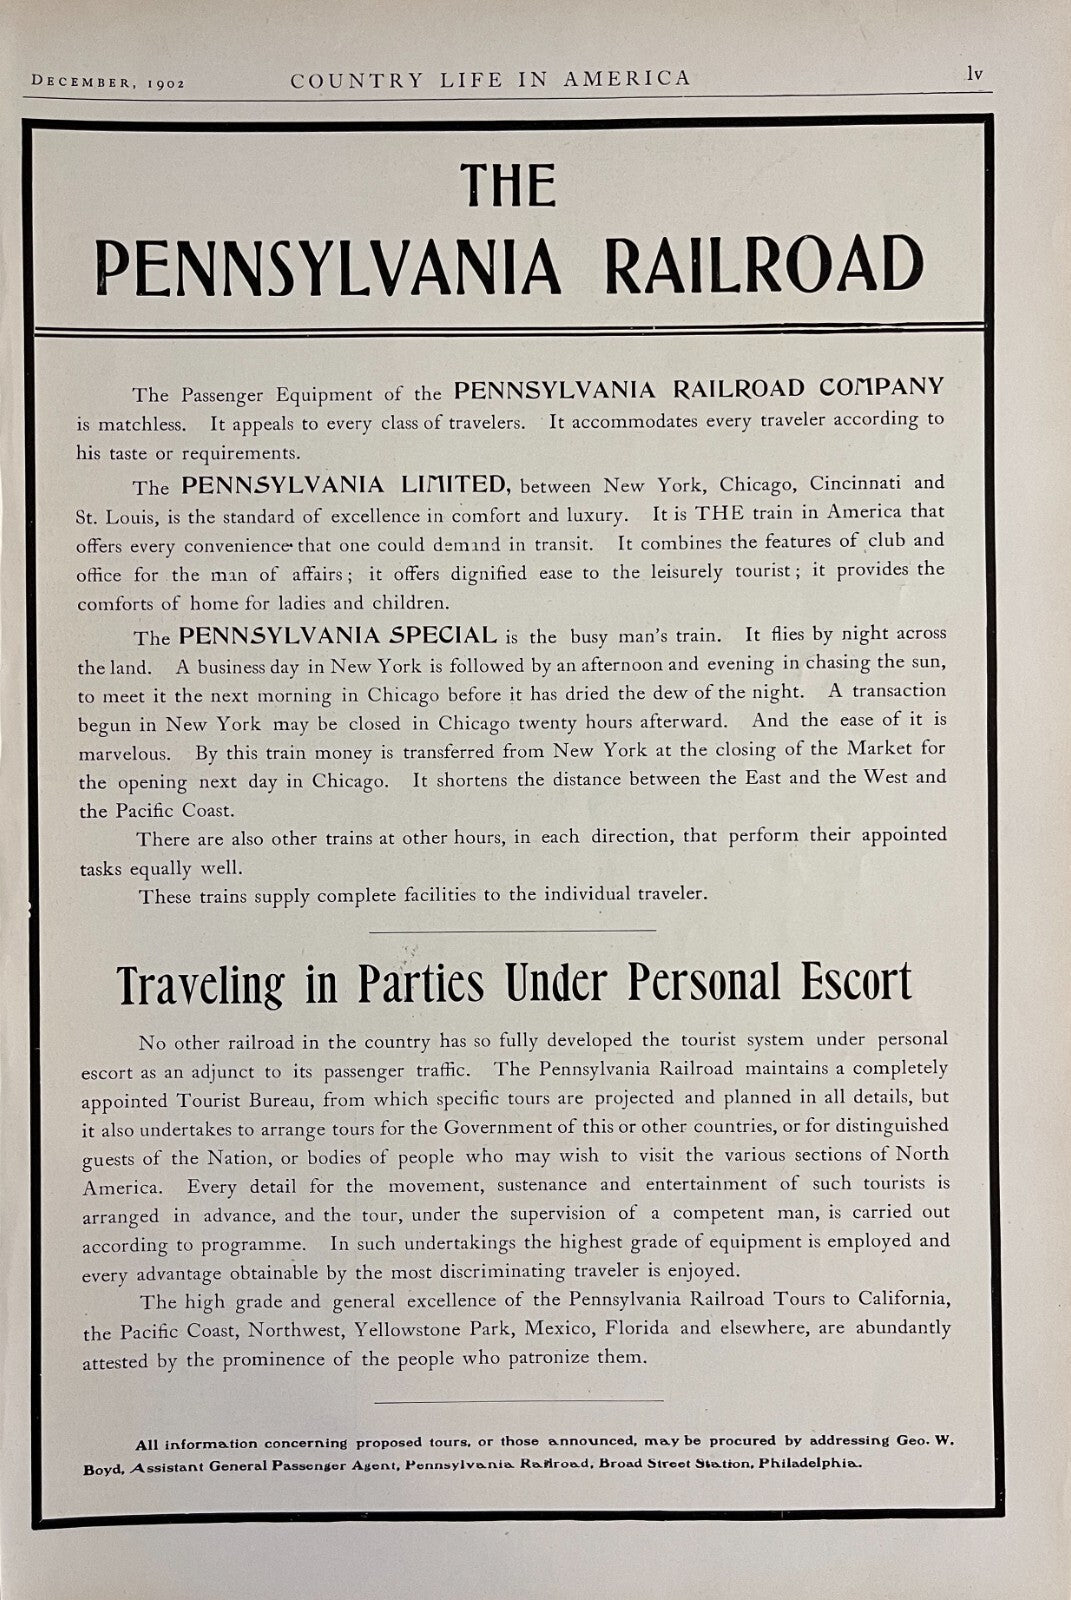 DECEMBER, 1902 COUNTRY LIFE IN AMERICA lv
THE
PENNSYLVANIA RAILROAD
The Passenger Equipment of the PENNSYLVANIA RAILROAD COMPANY
is matchless. It appeals to every class of travelers. It accommodates every traveler according to
his taste or requirements.
The PENNSYLVANIA LIMITED, between New York, Chicago, Cincinnati and
St. Louis, is the standard of excellence in comfort and luxury. It is THE train in America that
offers every convenience that one could demand in transit. It combines the features of club and
office for the man of affairs; it offers dignified ease to the leisurely tourist; it provides the
comforts of home for ladies and children.
The PENNSYLVANIA SPECIAL is the busy man's train. It flies by night across
the land. A business day in New York is followed by an afternoon and evening in chasing the sun,
to meet it the next morning in Chicago before it has dried the dew of the night. A transaction
begun in New York may be closed in Chicago twenty hours afterward. And the ease of it is
marvelous. By this train money is transferred from New York at the closing of the Market for
the opening next day in Chicago. It shortens the distance between the East and the West and
the Pacific Coast.
There are also other trains at other hours, in each direction, that perform their appointed
tasks equally well.
These trains supply complete facilities to the individual traveler.
Traveling in Parties Under Personal Escort
No other railroad in the country has so fully developed the tourist system under personal
escort as an adjunct to its passenger traffic. The Pennsylvania Railroad maintains a completely
appointed Tourist Bureau, from which specific tours are projected and planned in all details, but
it also undertakes to arrange tours for the Government of this or other countries, or for distinguished
guests of the Nation, or bodies of people who may wish to visit the various sections of North
America. Every detail for the movement, sustenance and entertainment of such tourists is
arranged in advance, and the tour, under the supervision of a competent man, is carried out
according to programme. In such undertakings the highest grade of equipment is employed and
every advantage obtainable by the most discriminating traveler is enjoyed.
The high grade and general excellence of the Pennsylvania Railroad Tours to California,
the Pacific Coast, Northwest, Yellowstone Park, Mexico, Florida and elsewhere, are abundantly
attested by the prominence of the people who patronize them.
All information concerning proposed tours, or those announced, may be procured by addressing Geo. W.
Boyd, Assistant General Passenger Agent, Pennsylvania Railroad, Broad Street Station, Philadelphia.